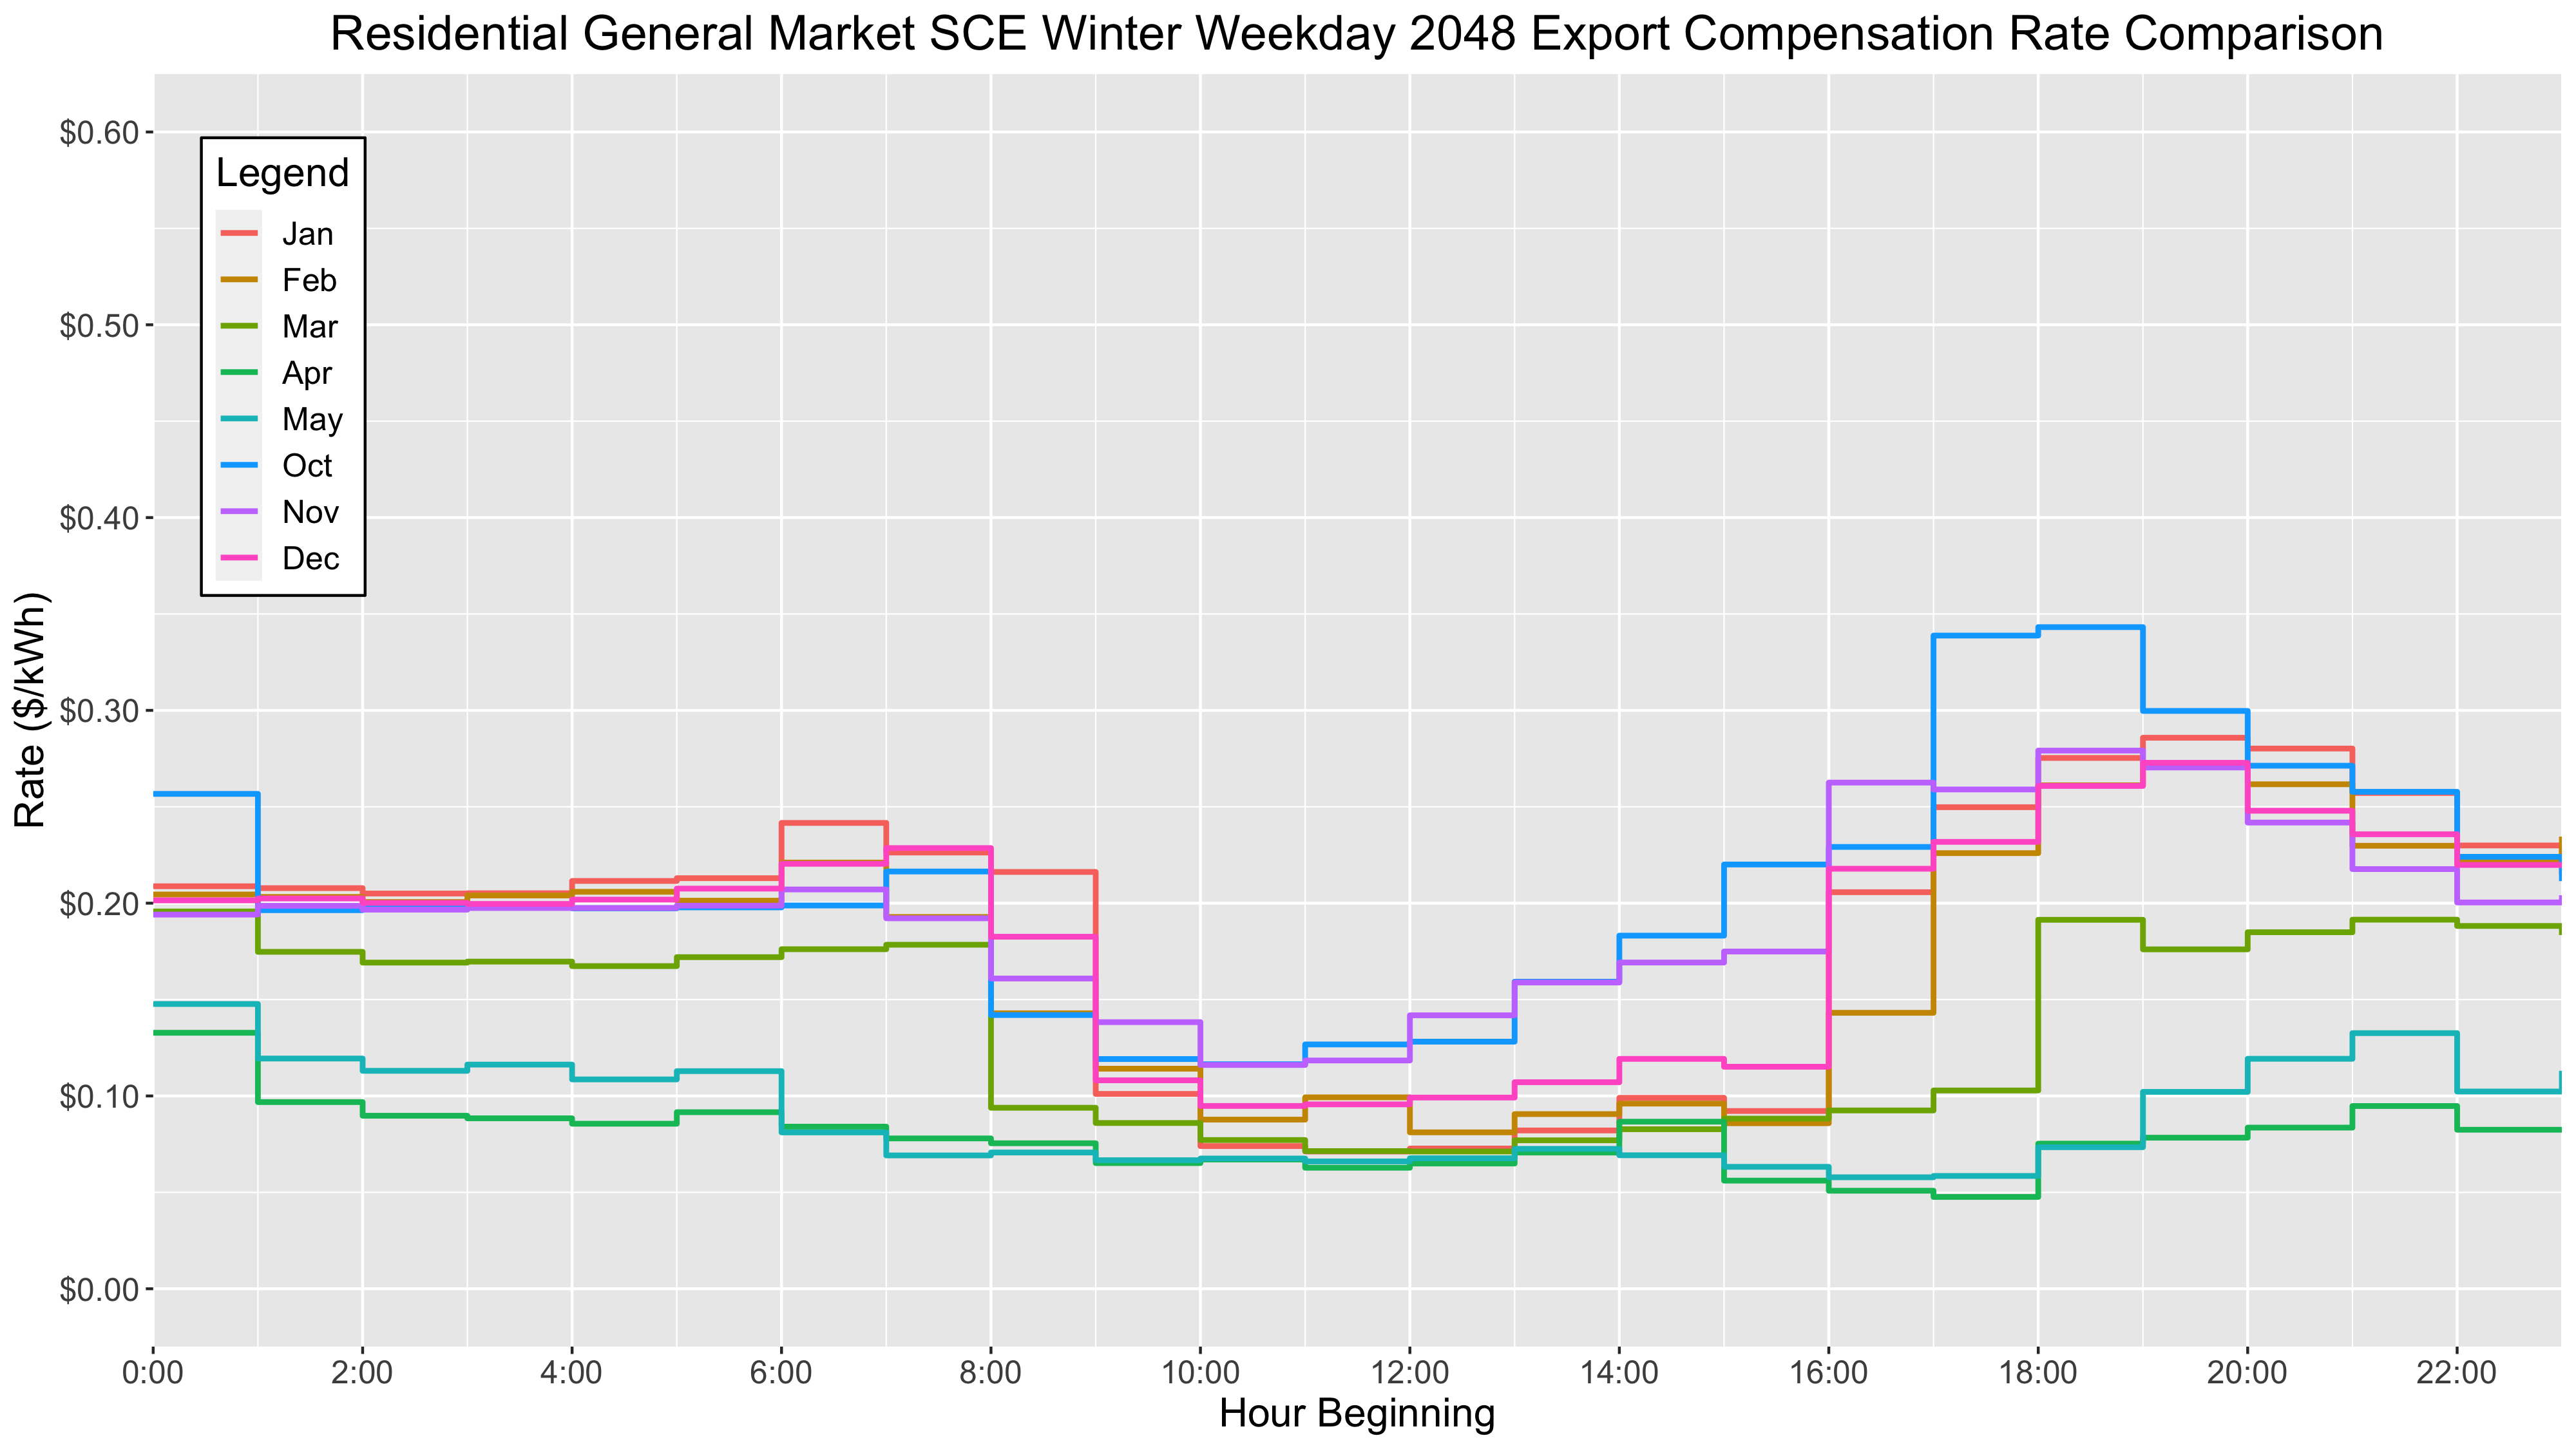 Residential General Market SCE Winter Weekday 2048 Export Compensation Rate Comparison
Rate ($/kWh)
$0.60
$0.50
$0.40
$0.30
$0.20
$0.10
$0.00
Legend
Jan
Feb
Mar
Apr
May
Oct
Nov
Dec
0:00 2:00 4:00 6:00 8:00 10:00 12:00 14:00 16:00 18:00 20:00 22:00
Hour Beginning